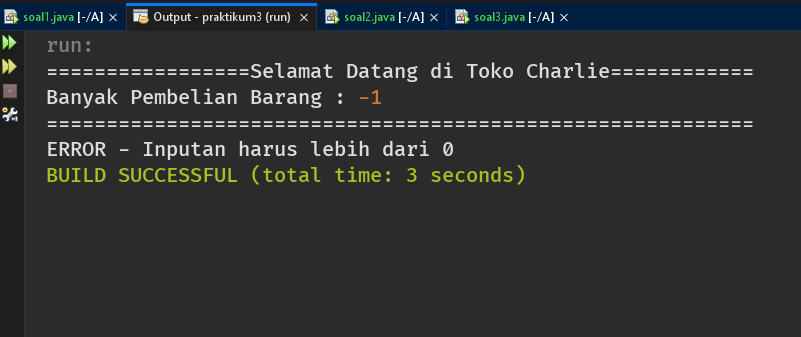 soal1.java [-/A] × Output - praktikum3 (run) × soal2.java [-/A] × soal3.java [-/A] ×
run:
=================Selamat Datang di Toko Charlie============
Banyak Pembelian Barang : -1
===========================================================
ERROR - Inputan harus lebih dari 0
BUILD SUCCESSFUL (total time: 3 seconds)